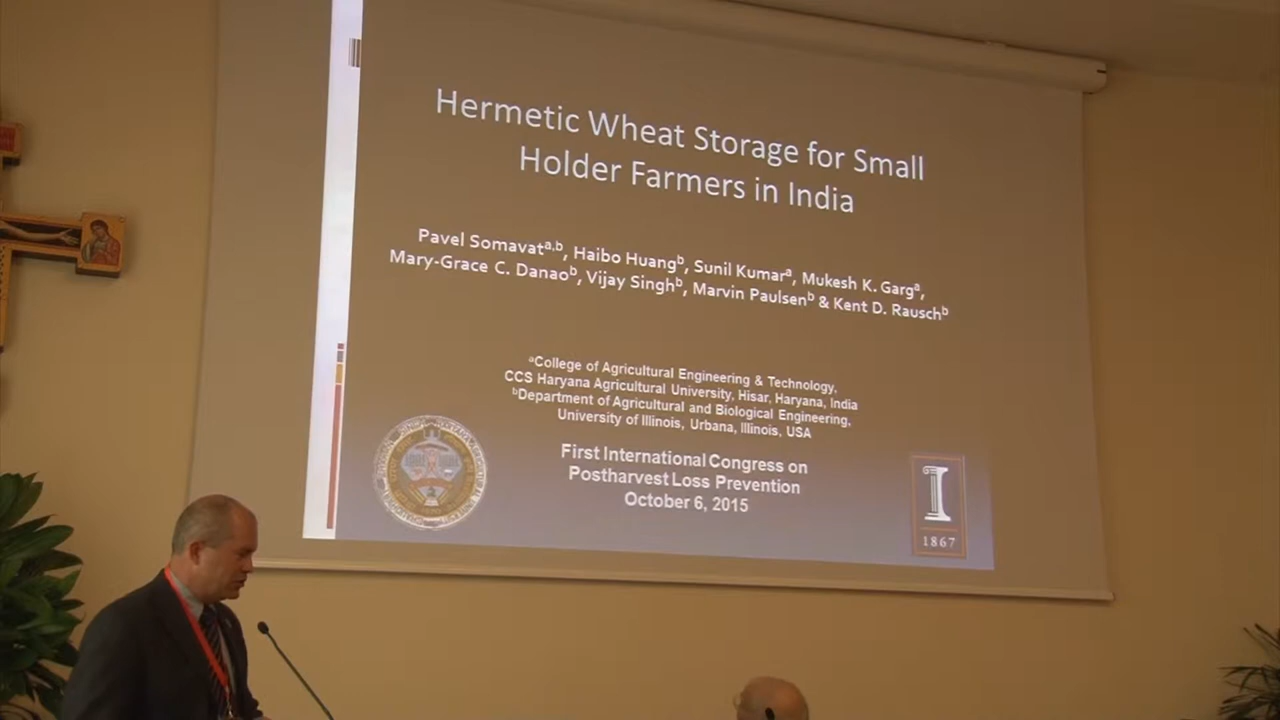 Hermetic Wheat Storage for Small
Holder Farmers in India
Pavel Somavatᵃ,ᵇ, Haibo Huangᵇ, Sunil Kumarᵃ, Mukesh K. Gargᵃ,
Mary-Grace C. Danaoᵇ, Vijay Singhᵇ, Marvin Paulsenᵇ & Kent D. Rauschᵇ
ᵃCollege of Agricultural Engineering & Technology,
CCS Haryana Agricultural University, Hisar, Haryana, India
ᵇDepartment of Agricultural and Biological Engineering,
University of Illinois, Urbana, Illinois, USA
First International Congress on
Postharvest Loss Prevention
October 6, 2015
I
1867